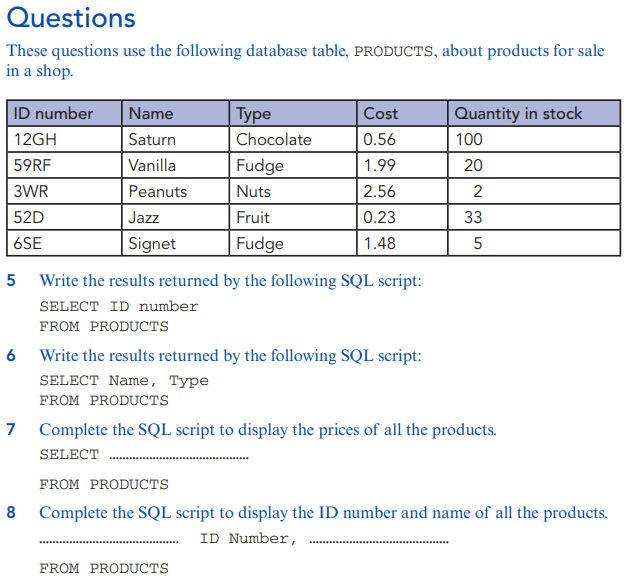 Questions
These questions use the following database table, PRODUCTS, about products for sale
in a shop.
ID number Name Type Cost Quantity in stock
12GH Saturn Chocolate 0.56 100
59RF Vanilla Fudge 1.99 20
3WR Peanuts Nuts 2.56 2
52D Jazz Fruit 0.23 33
6SE Signet Fudge 1.48 5
5 Write the results returned by the following SQL script:
SELECT ID number
FROM PRODUCTS
6 Write the results returned by the following SQL script:
SELECT Name, Type
FROM PRODUCTS
7 Complete the SQL script to display the prices of all the products.
SELECT ..........................................
FROM PRODUCTS
8 Complete the SQL script to display the ID number and name of all the products.
.......................................... ID Number, ..........................................
FROM PRODUCTS